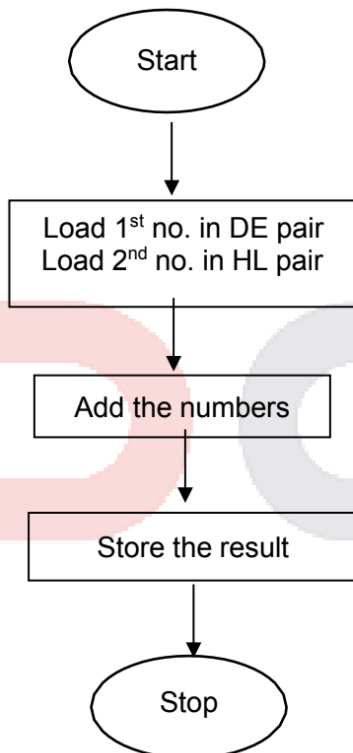 Start
Load 1st no. in DE pair
Load 2nd no. in HL pair
Add the numbers
Store the result
Stop